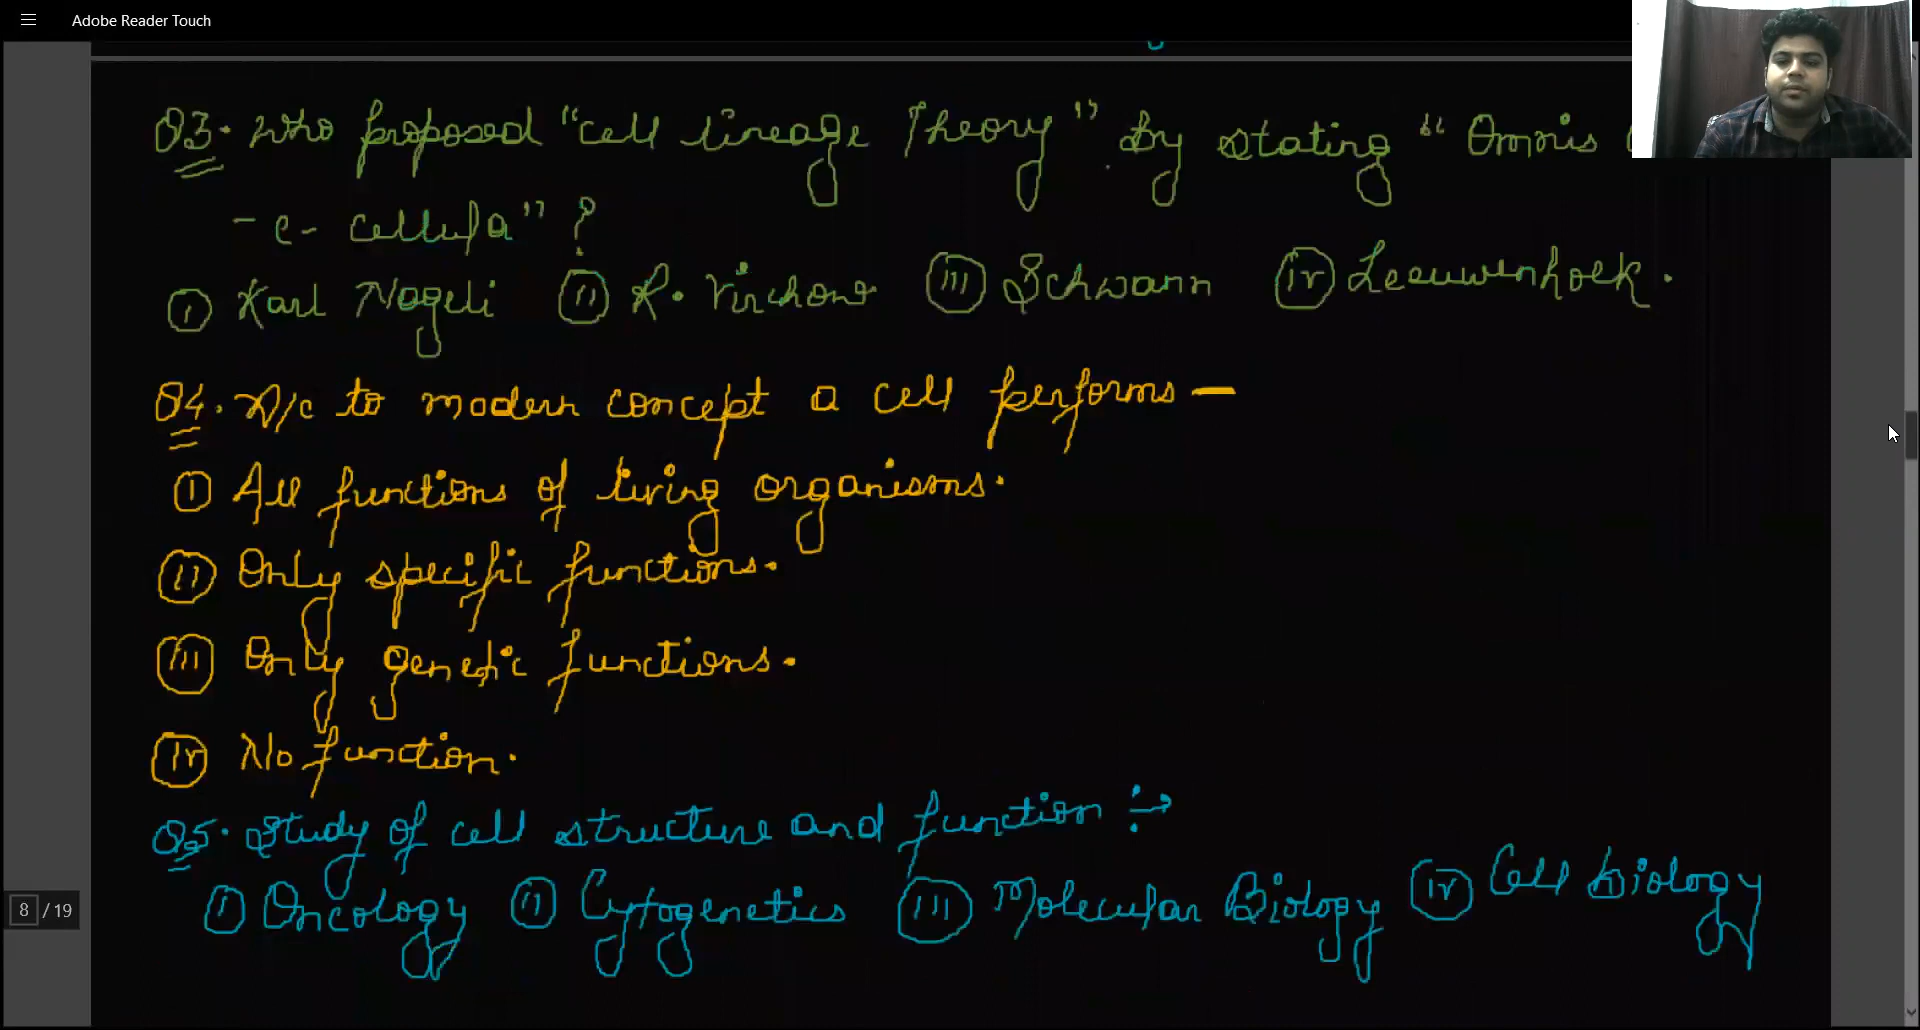 Adobe Reader Touch
Q3. Who proposed "cell lineage Theory" by stating "Omnis
- e - cellula" ?
(i) Karl Nageli (ii) R. Virchow (iii) Schwann (iv) Leeuwenhoek.
Q4. A/c to modern concept a cell performs -
(i) All functions of living organisms.
(ii) Only specific functions.
(iii) Only genetic functions.
(iv) No function.
Q5. Study of cell structure and function :→
(i) Oncology (ii) Cytogenetics (iii) Molecular Biology (iv) Cell biology
8 / 19